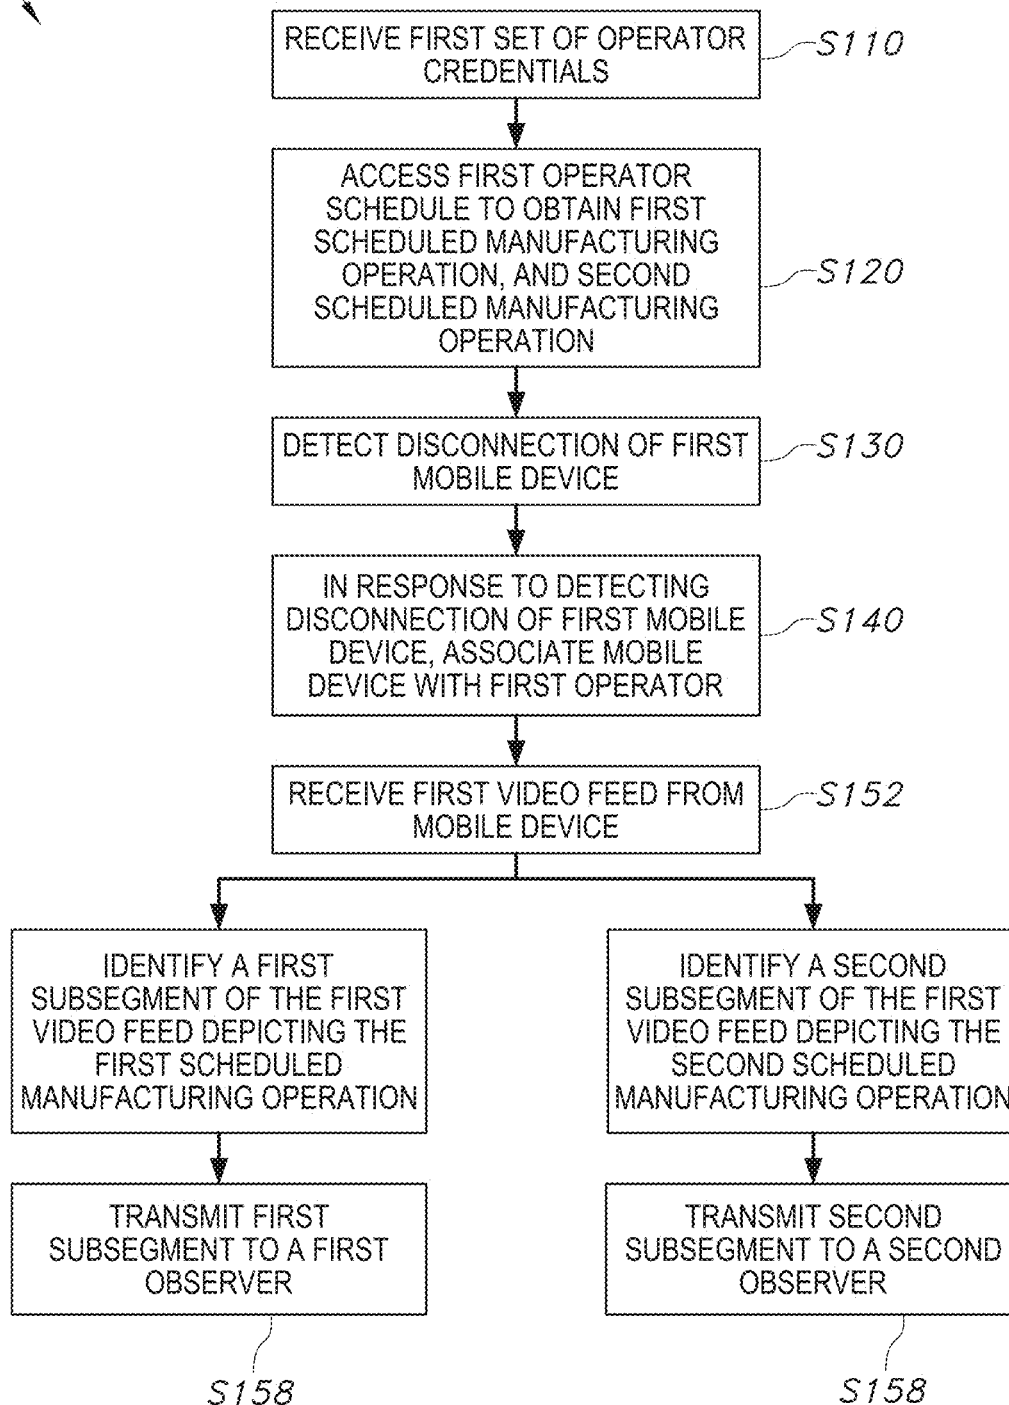 RECEIVE FIRST SET OF OPERATOR
CREDENTIALS
S110
ACCESS FIRST OPERATOR
SCHEDULE TO OBTAIN FIRST
SCHEDULED MANUFACTURING
OPERATION, AND SECOND
SCHEDULED MANUFACTURING
OPERATION
S120
DETECT DISCONNECTION OF FIRST
MOBILE DEVICE
S130
IN RESPONSE TO DETECTING
DISCONNECTION OF FIRST MOBILE
DEVICE, ASSOCIATE MOBILE
DEVICE WITH FIRST OPERATOR
S140
RECEIVE FIRST VIDEO FEED FROM
MOBILE DEVICE
S152
IDENTIFY A FIRST
SUBSEGMENT OF THE FIRST
VIDEO FEED DEPICTING THE
FIRST SCHEDULED
MANUFACTURING OPERATION
IDENTIFY A SECOND
SUBSEGMENT OF THE FIRST
VIDEO FEED DEPICTING THE
SECOND SCHEDULED
MANUFACTURING OPERATION
TRANSMIT FIRST
SUBSEGMENT TO A FIRST
OBSERVER
S158
TRANSMIT SECOND
SUBSEGMENT TO A SECOND
OBSERVER
S158